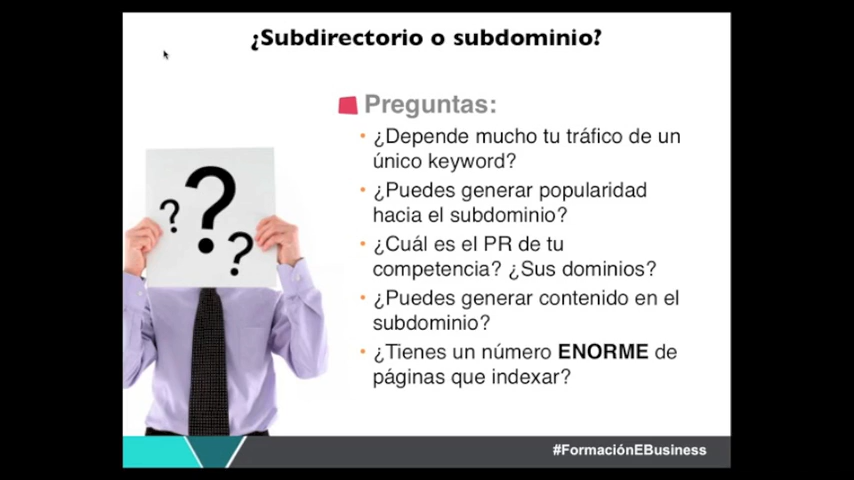 ¿Subdirectorio o subdominio?
Preguntas:
• ¿Depende mucho tu tráfico de un
único keyword?
• ¿Puedes generar popularidad
hacia el subdominio?
• ¿Cuál es el PR de tu
competencia? ¿Sus dominios?
• ¿Puedes generar contenido en el
subdominio?
• ¿Tienes un número ENORME de
páginas que indexar?
? ? ?
#FormaciónEBusiness